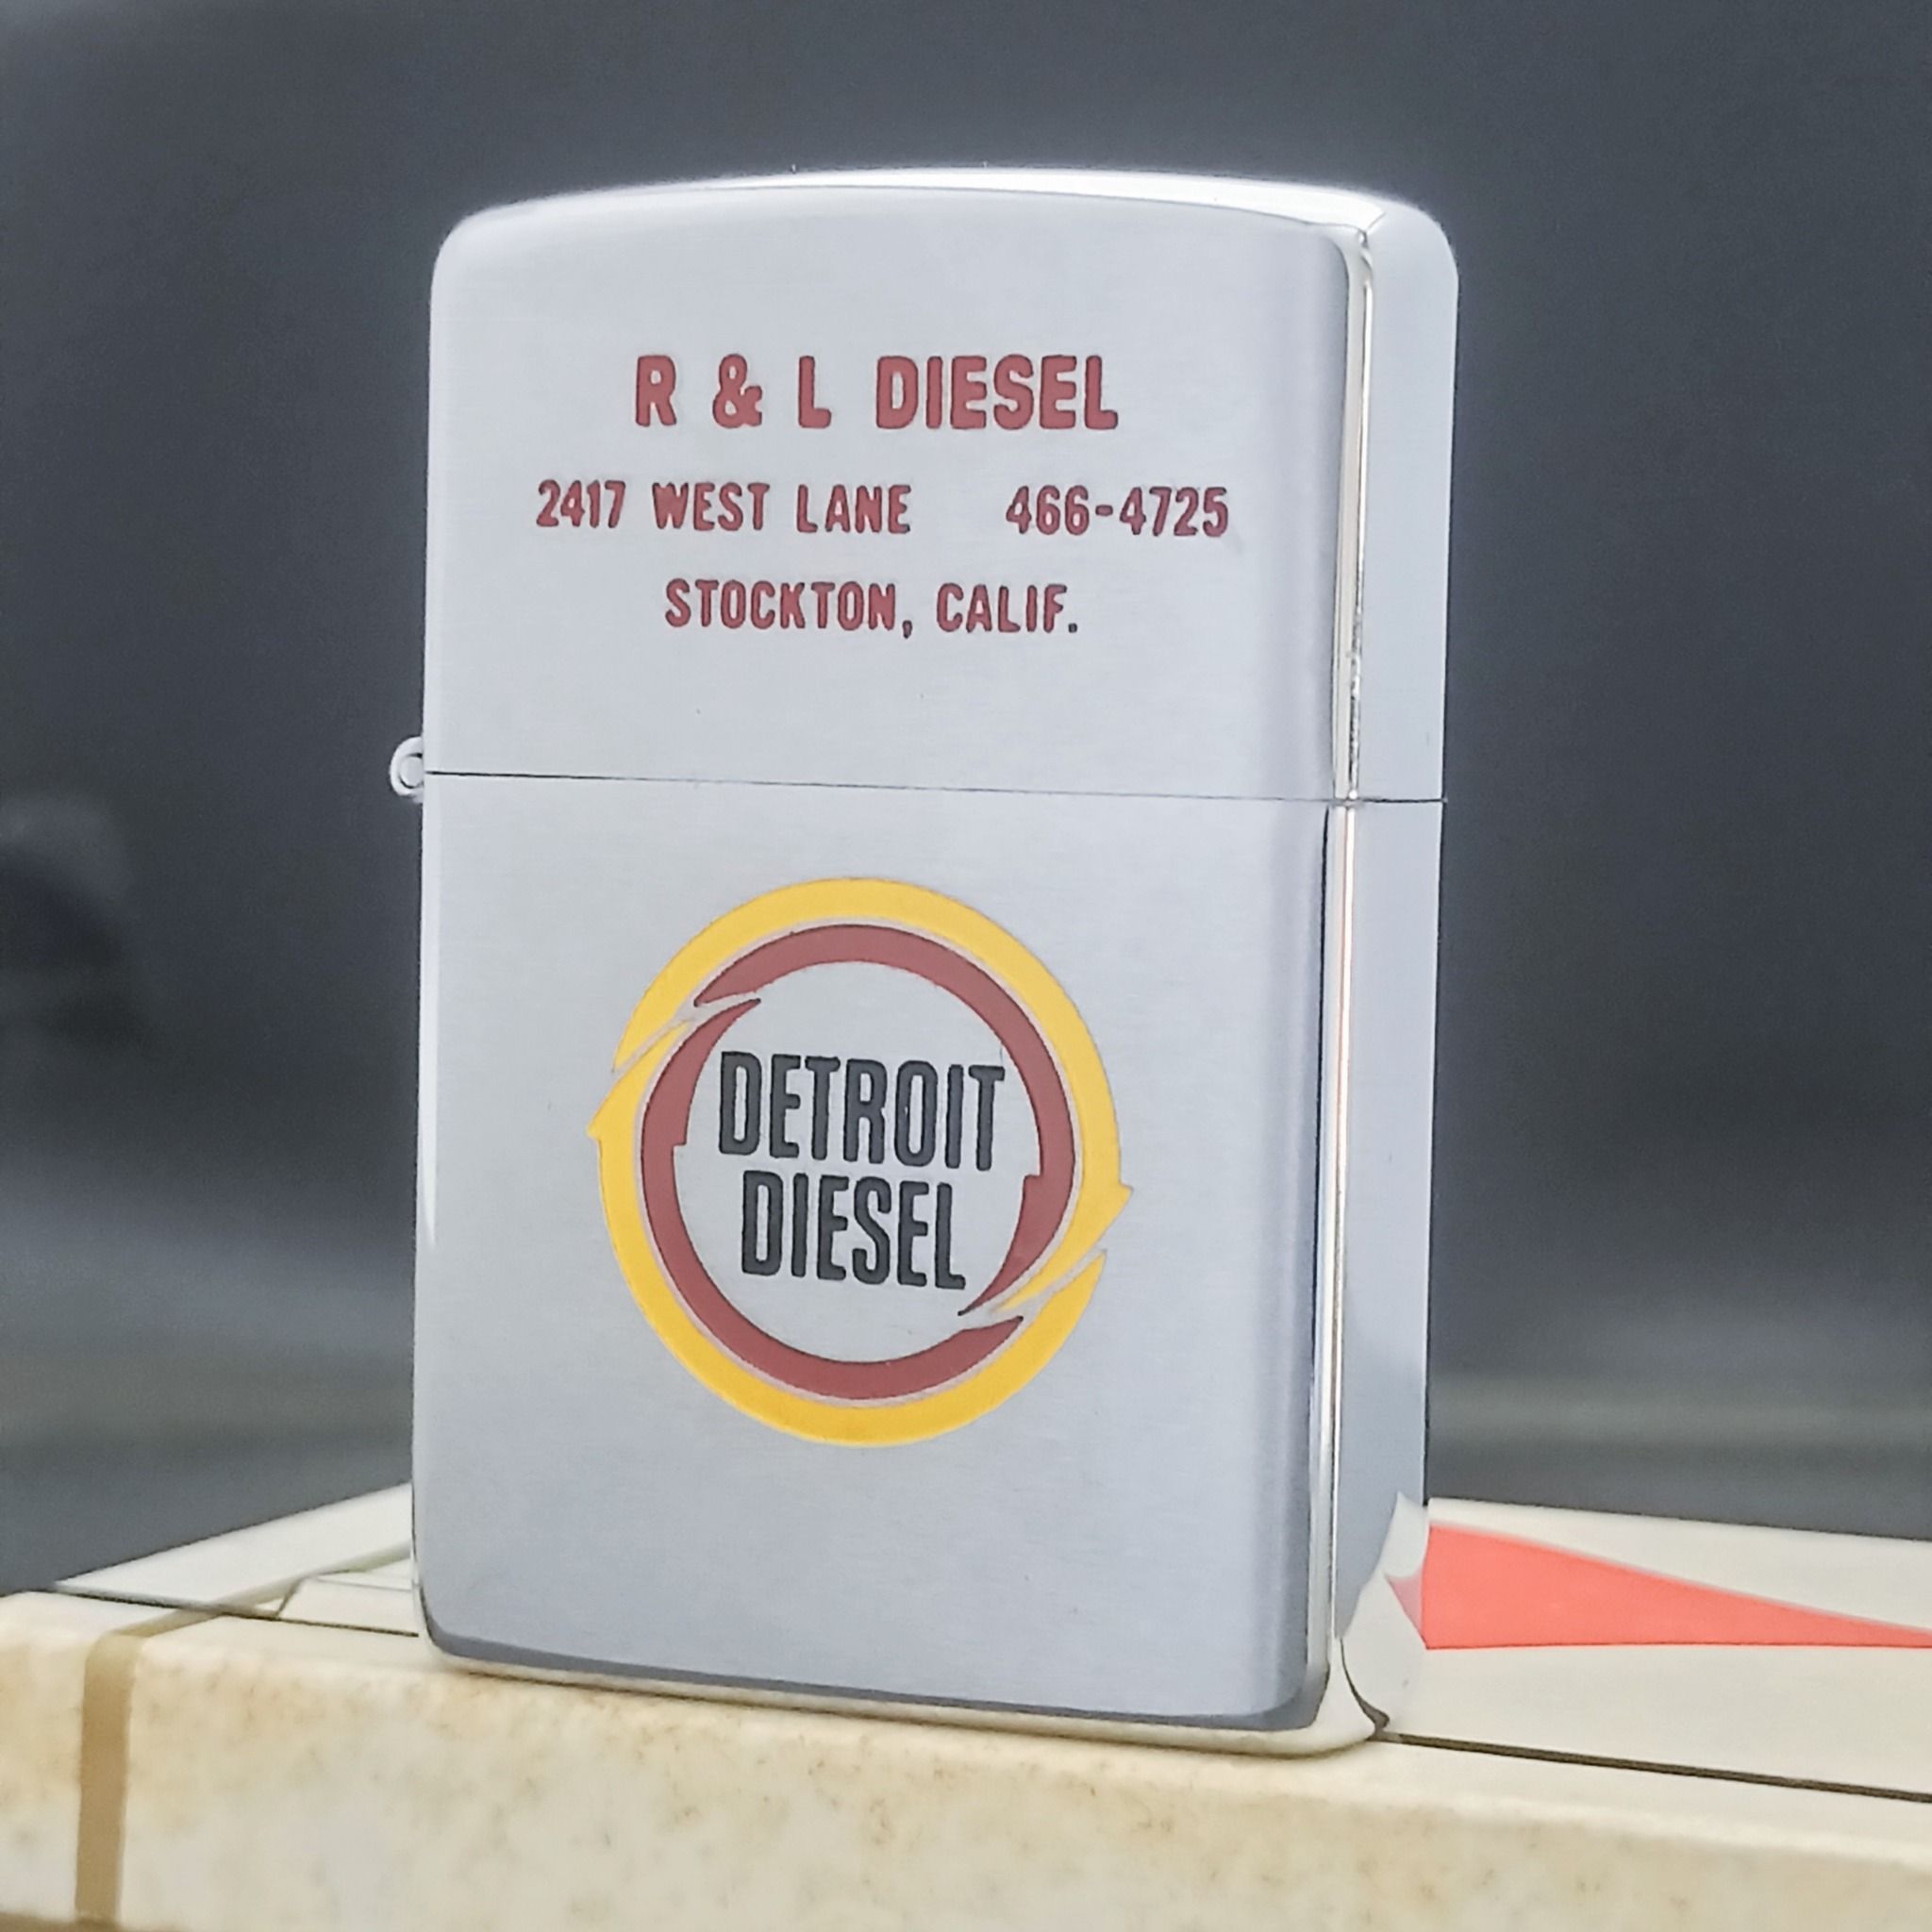 R & L DIESEL
2417 WEST LANE 466-4725
STOCKTON, CALIF.
DETROIT
DIESEL